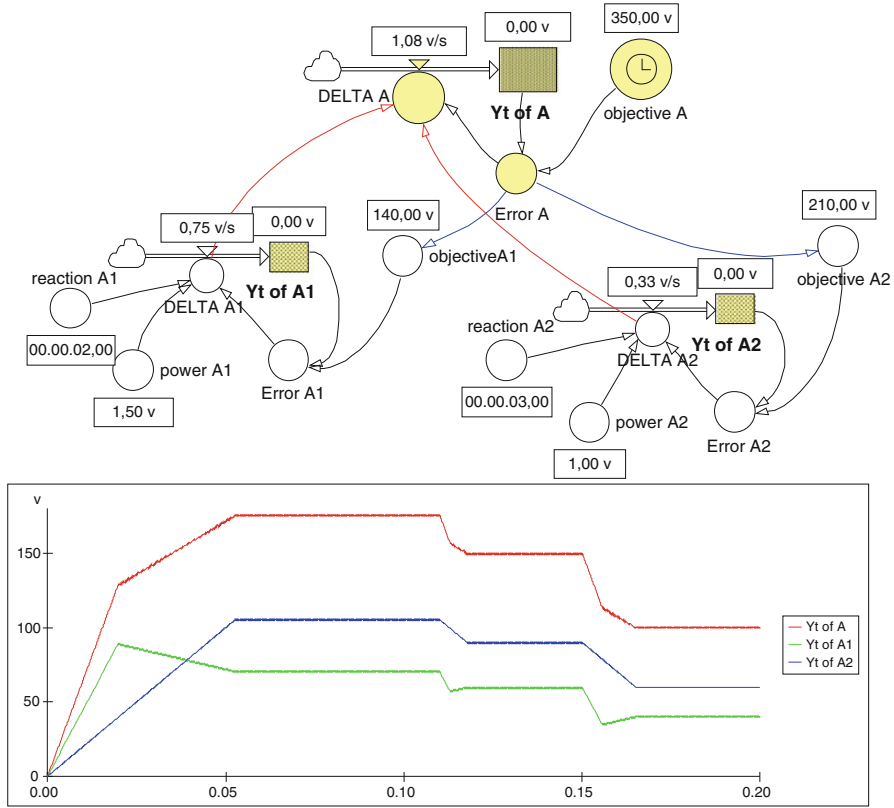 0,00 v
350,00 v
1,08 v/s
DELTA A
Yt of A
objective A
Error A
140,00 v
210,00 v
0,75 v/s
0,00 v
reaction A1
objectiveA1
objective A2
DELTA A1
Yt of A1
0,33 v/s
0,00 v
00.00.02,00
reaction A2
DELTA A2
Yt of A2
power A1
Error A1
00.00.03,00
1,50 v
power A2
Error A2
1,00 v
v
150
100
50
0
0.00
0.05
0.10
0.15
0.20
Yt of A
Yt of A1
Yt of A2